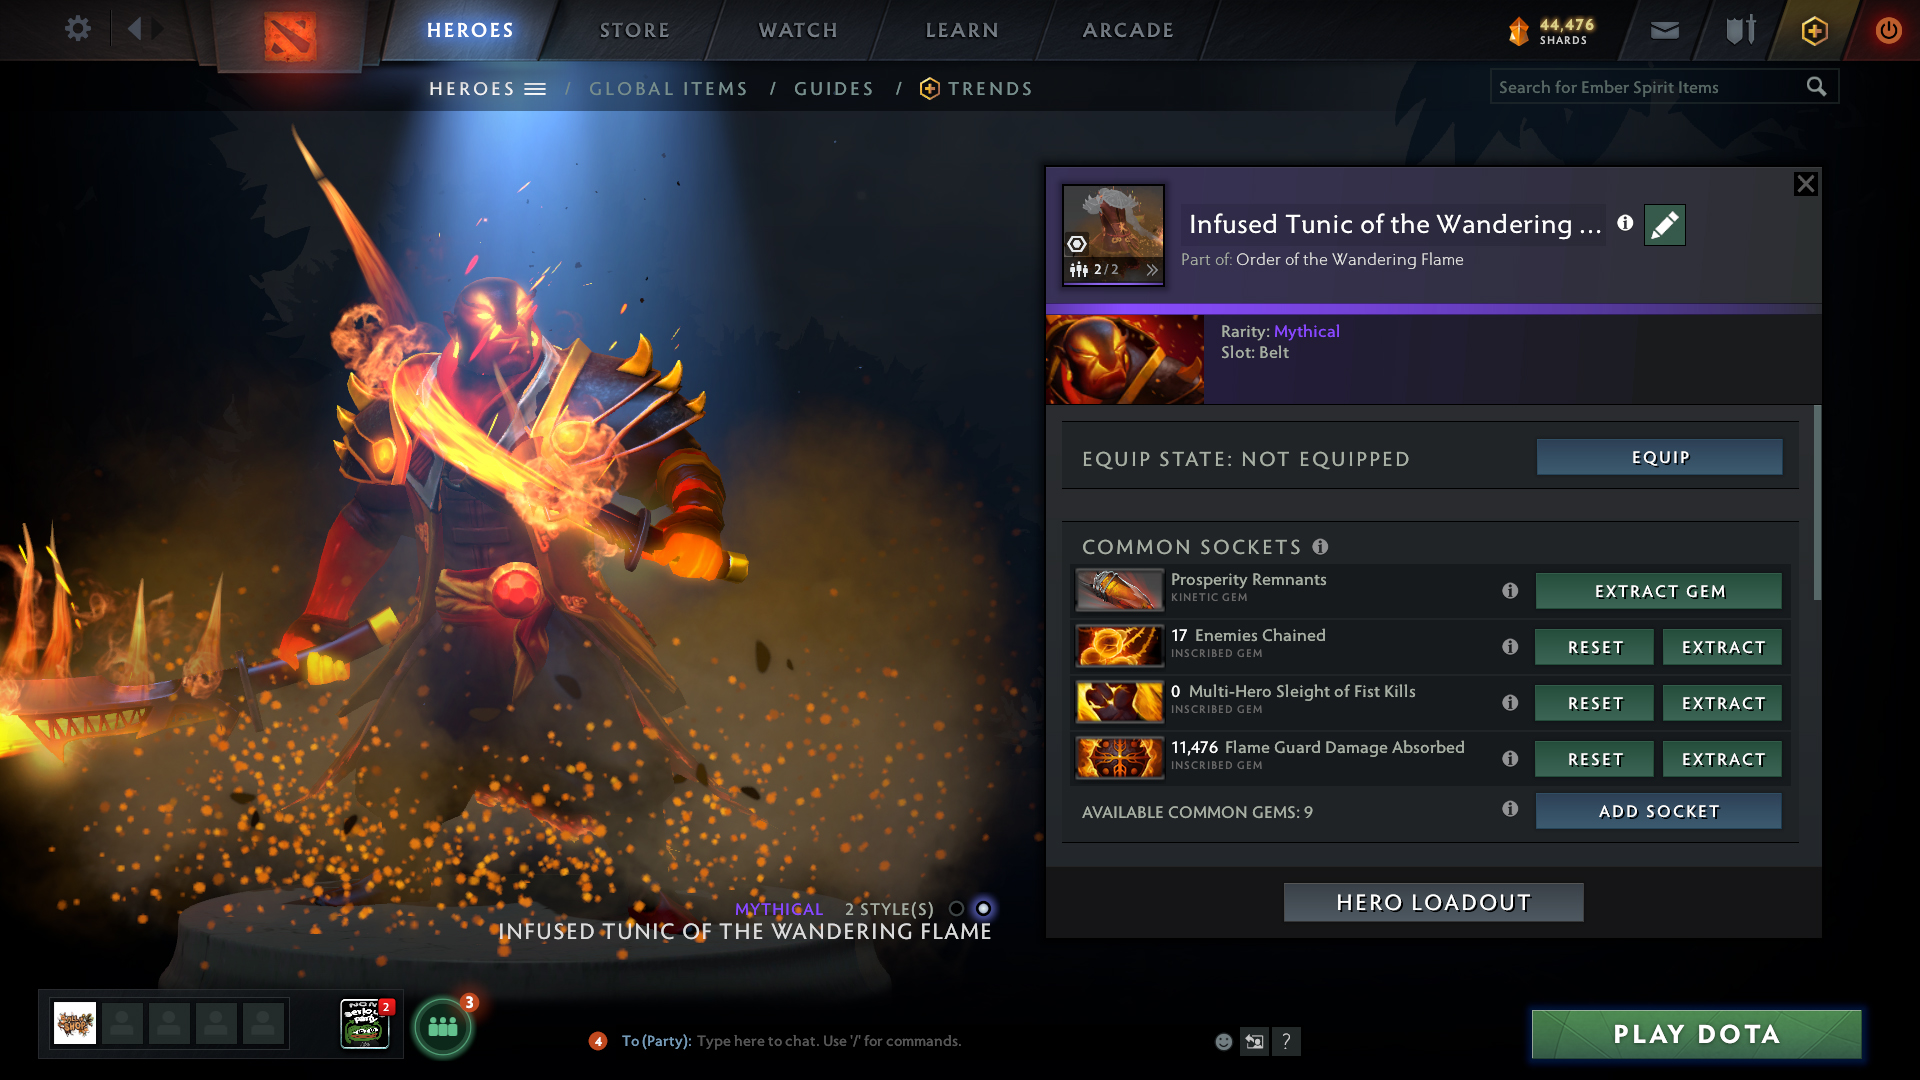 HEROES
STORE
WATCH
LEARN
ARCADE
44,476
SHARDS
HEROES / GLOBAL ITEMS / GUIDES / TRENDS
Search for Ember Spirit Items
Infused Tunic of the Wandering ...
Part of: Order of the Wandering Flame
2/2
Rarity: Mythical
Slot: Belt
EQUIP STATE: NOT EQUIPPED
EQUIP
COMMON SOCKETS
Prosperity Remnants
KINETIC GEM
EXTRACT GEM
17 Enemies Chained
INSCRIBED GEM
RESET
EXTRACT
0 Multi-Hero Sleight of Fist Kills
INSCRIBED GEM
RESET
EXTRACT
11,476 Flame Guard Damage Absorbed
INSCRIBED GEM
RESET
EXTRACT
AVAILABLE COMMON GEMS: 9
ADD SOCKET
HERO LOADOUT
MYTHICAL 2 STYLE(S)
INFUSED TUNIC OF THE WANDERING FLAME
2
3
4 To (Party): Type here to chat. Use '/' for commands.
?
PLAY DOTA